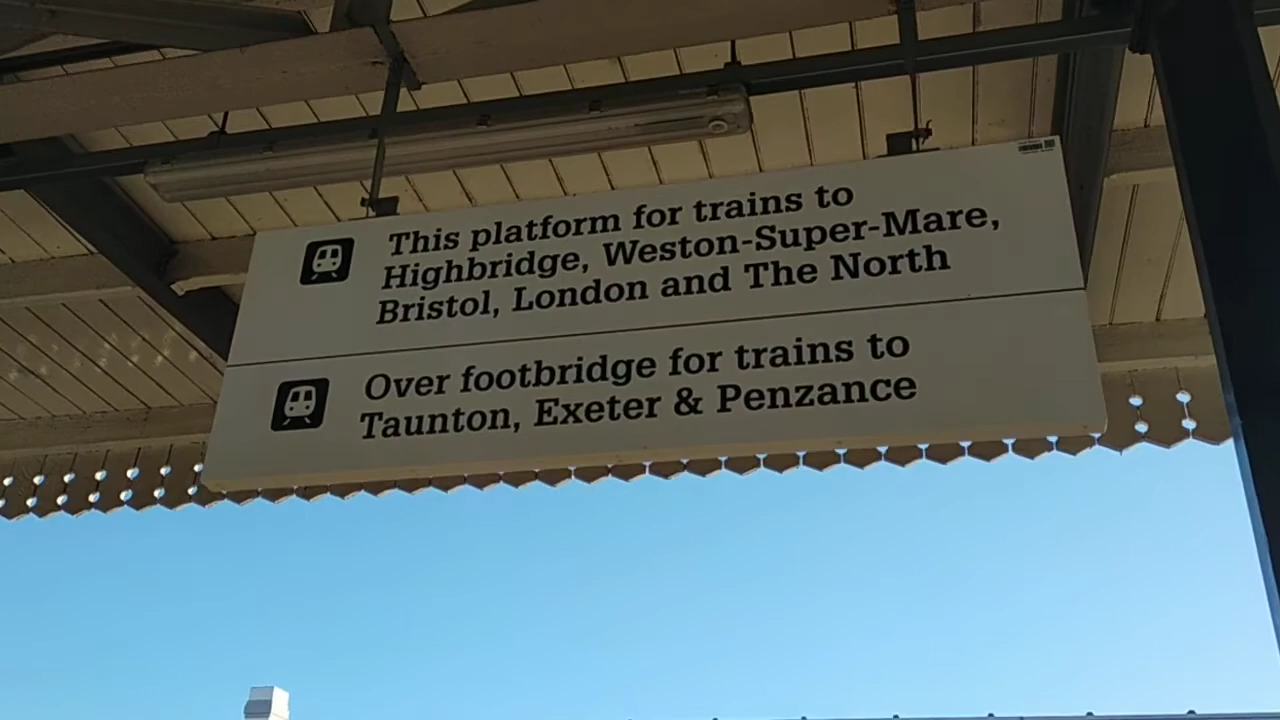 This platform for trains to
Highbridge, Weston-Super-Mare,
Bristol, London and The North
Over footbridge for trains to
Taunton, Exeter & Penzance